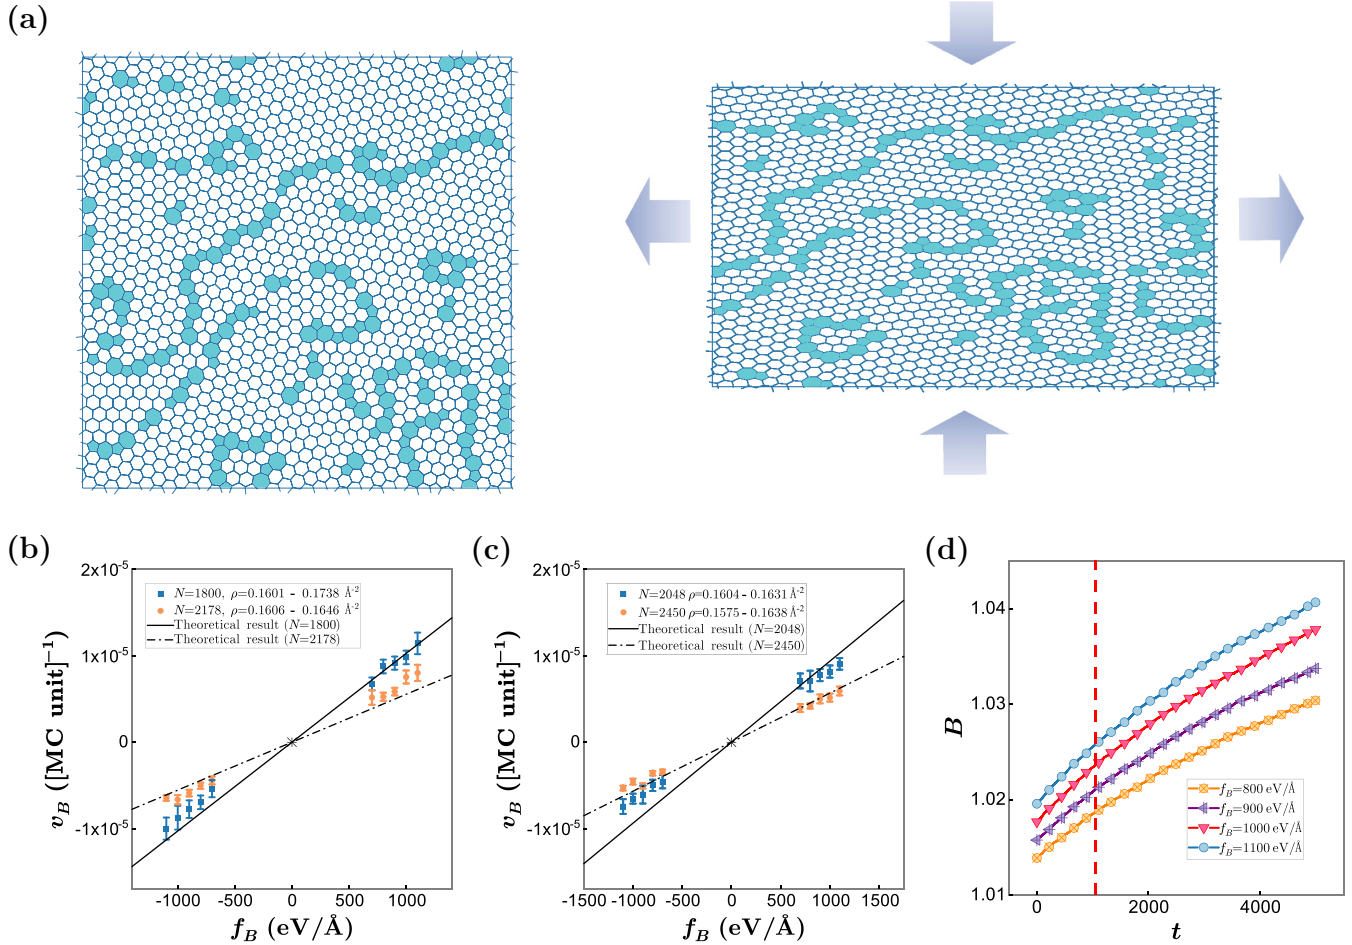 (a)
(b)
2x10⁻⁵
1x10⁻⁵
0
-1x10⁻⁵
v_B ([MC unit]⁻¹)
N=1800, ρ=0.1601 - 0.1738 Å⁻²
N=2178, ρ=0.1606 - 0.1646 Å⁻²
Theoretical result (N=1800)
Theoretical result (N=2178)
-1000 -500 0 500 1000
f_B (eV/Å)
(c)
2x10⁻⁵
1x10⁻⁵
0
-1x10⁻⁵
v_B ([MC unit]⁻¹)
N=2048 ρ=0.1604 - 0.1631 Å⁻²
N=2450 ρ=0.1575 - 0.1638 Å⁻²
Theoretical result (N=2048)
Theoretical result (N=2450)
-1500 -1000 -500 0 500 1000 1500
f_B (eV/Å)
(d)
1.04
1.03
1.02
1.01
B
f_B=800 eV/Å
f_B=900 eV/Å
f_B=1000 eV/Å
f_B=1100 eV/Å
0 2000 4000
t